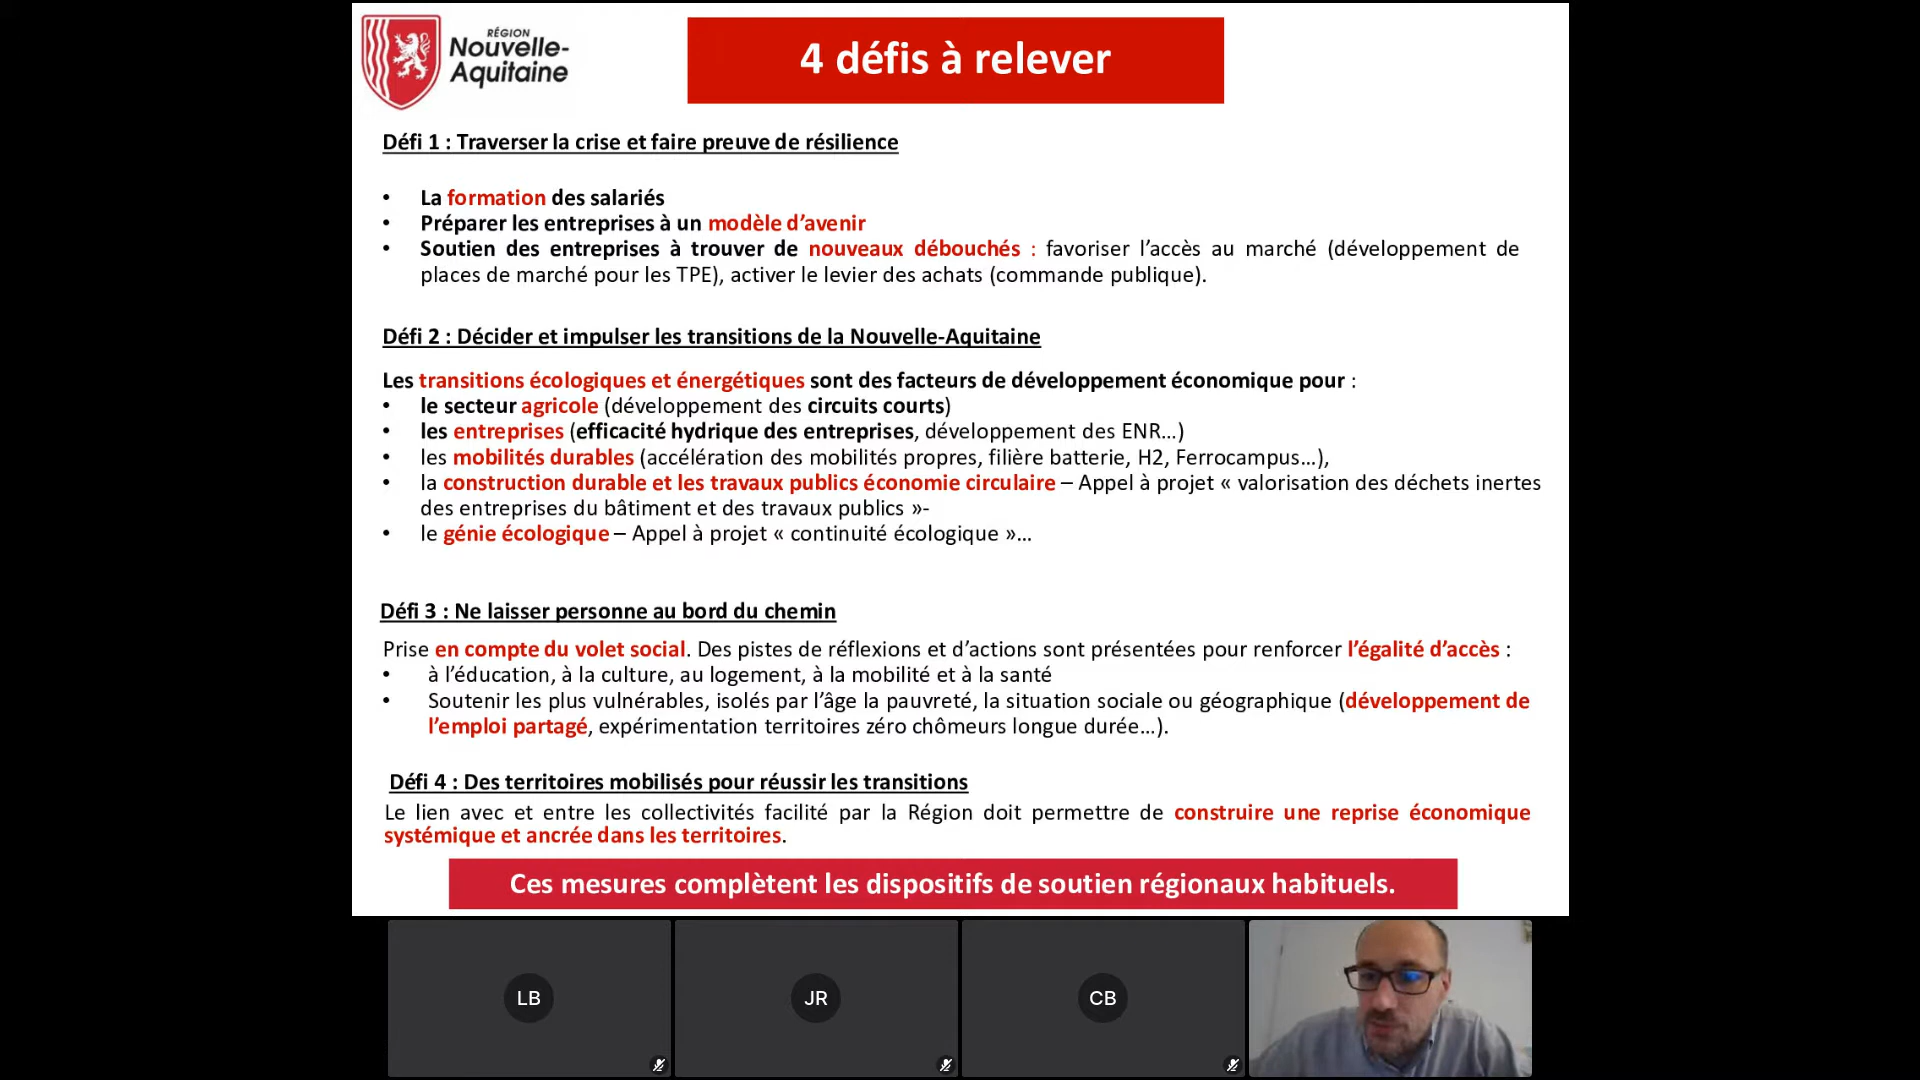 RÉGION
Nouvelle-
Aquitaine
4 défis à relever
Défi 1 : Traverser la crise et faire preuve de résilience
• La formation des salariés
• Préparer les entreprises à un modèle d’avenir
• Soutien des entreprises à trouver de nouveaux débouchés : favoriser l’accès au marché (développement de
places de marché pour les TPE), activer le levier des achats (commande publique).
Défi 2 : Décider et impulser les transitions de la Nouvelle-Aquitaine
Les transitions écologiques et énergétiques sont des facteurs de développement économique pour :
• le secteur agricole (développement des circuits courts)
• les entreprises (efficacité hydrique des entreprises, développement des ENR…)
• les mobilités durables (accélération des mobilités propres, filière batterie, H2, Ferrocampus…),
• la construction durable et les travaux publics économie circulaire – Appel à projet « valorisation des déchets inertes
des entreprises du bâtiment et des travaux publics »-
• le génie écologique – Appel à projet « continuité écologique »…
Défi 3 : Ne laisser personne au bord du chemin
Prise en compte du volet social. Des pistes de réflexions et d’actions sont présentées pour renforcer l’égalité d’accès :
• à l’éducation, à la culture, au logement, à la mobilité et à la santé
• Soutenir les plus vulnérables, isolés par l’âge la pauvreté, la situation sociale ou géographique (développement de
l’emploi partagé, expérimentation territoires zéro chômeurs longue durée…).
Défi 4 : Des territoires mobilisés pour réussir les transitions
Le lien avec et entre les collectivités facilité par la Région doit permettre de construire une reprise économique
systémique et ancrée dans les territoires.
Ces mesures complètent les dispositifs de soutien régionaux habituels.
LB
JR
CB